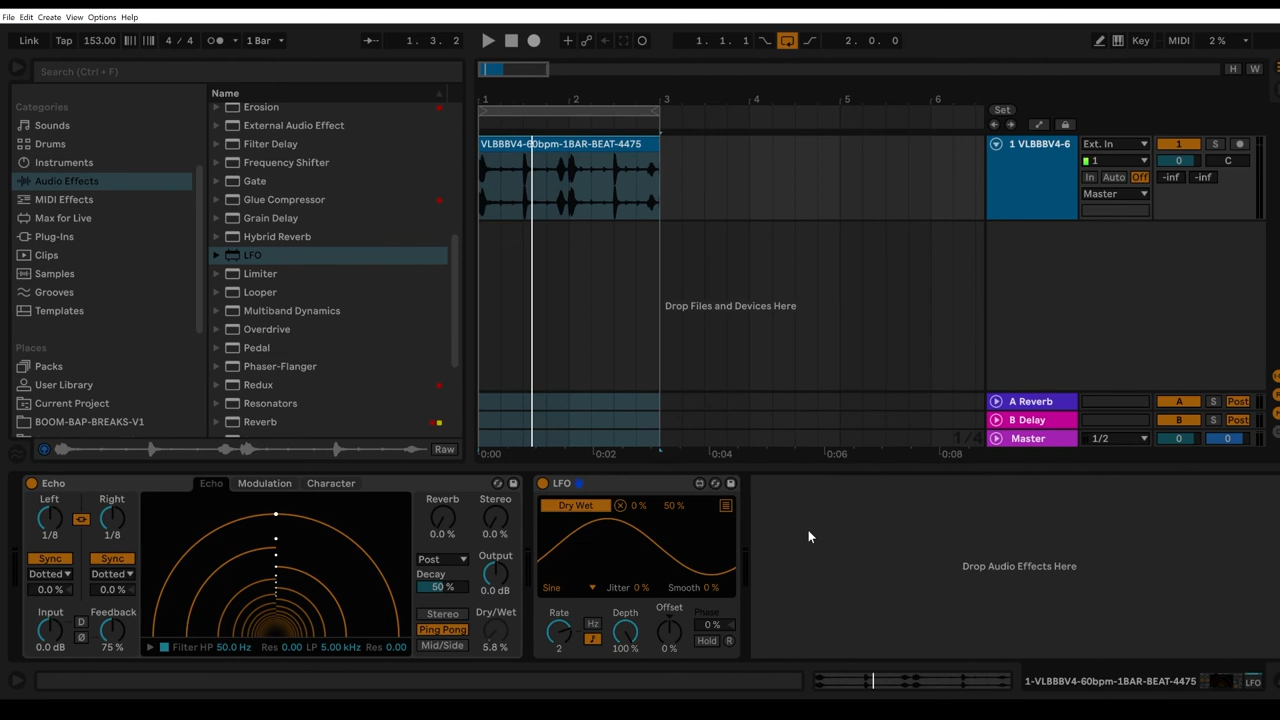 File Edit Create View Options Help
Link Tap 153.00 4 / 4 1 Bar 1. 3. 2 1. 1. 1 2. 0. 0 Key MIDI 2 %
Search (Ctrl + F)
H W
Categories
Sounds
Drums
Instruments
Audio Effects
MIDI Effects
Max for Live
Plug-Ins
Clips
Samples
Grooves
Templates
Places
Packs
User Library
Current Project
BOOM-BAP-BREAKS-V1
Name
Erosion
External Audio Effect
Filter Delay
Frequency Shifter
Gate
Glue Compressor
Grain Delay
Hybrid Reverb
LFO
Limiter
Looper
Multiband Dynamics
Overdrive
Pedal
Phaser-Flanger
Redux
Resonators
Reverb
Raw
1 2 3 4 5 6
Set
VLBBBV4-60bpm-1BAR-BEAT-4475
1 VLBBBV4-6 Ext. In 1 S
1 0 C
In Auto Off -inf -inf
Master
Drop Files and Devices Here
A Reverb A S Post
B Delay B S Post
1/4
Master 1/2 0 0
0:00 0:02 0:04 0:06 0:08
Echo Echo Modulation Character
Left Right
1/8 1/8
Sync Sync
Dotted Dotted
0.0 % 0.0 %
Input Feedback
D
Ø
0.0 dB 75 %
Filter HP 50.0 Hz Res 0.00 LP 5.00 kHz Res 0.00
Reverb Stereo
0.0 % 0.0 %
Post Output
Decay
50 % 0.0 dB
Stereo Dry/Wet
Ping Pong
Mid/Side 5.8 %
LFO
Dry Wet 0 % 50 %
Sine Jitter 0 % Smooth 0 %
Rate Depth Offset Phase
Hz 0 %
Hold R
2 100 % 0 %
Drop Audio Effects Here
1-VLBBBV4-60bpm-1BAR-BEAT-4475 LFO